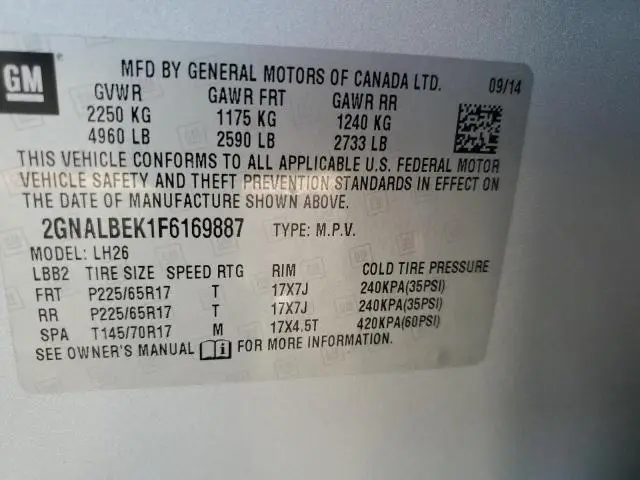 GM
MFD BY GENERAL MOTORS OF CANADA LTD. 09/14
GVWR GAWR FRT GAWR RR
2250 KG 1175 KG 1240 KG
4960 LB 2590 LB 2733 LB
THIS VEHICLE CONFORMS TO ALL APPLICABLE U.S. FEDERAL MOTOR
VEHICLE SAFETY AND THEFT PREVENTION STANDARDS IN EFFECT ON
THE DATE OF MANUFACTURE SHOWN ABOVE.
2GNALBEK1F6169887 TYPE: M.P.V.
MODEL: LH26
LBB2 TIRE SIZE SPEED RTG RIM COLD TIRE PRESSURE
FRT P225/65R17 T 17X7J 240KPA(35PSI)
RR P225/65R17 T 17X7J 240KPA(35PSI)
SPA T145/70R17 M 17X4.5T 420KPA(60PSI)
SEE OWNER'S MANUAL i FOR MORE INFORMATION.